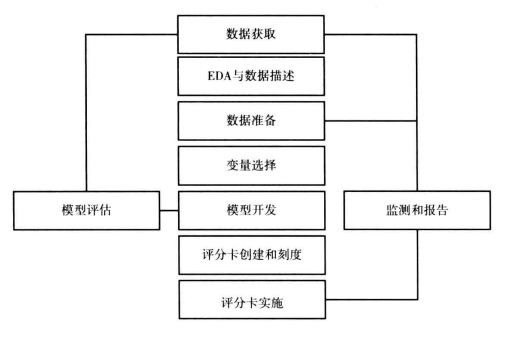 数据获取
EDA与数据描述
数据准备
变量选择
模型评估
模型开发
监测和报告
评分卡创建和刻度
评分卡实施